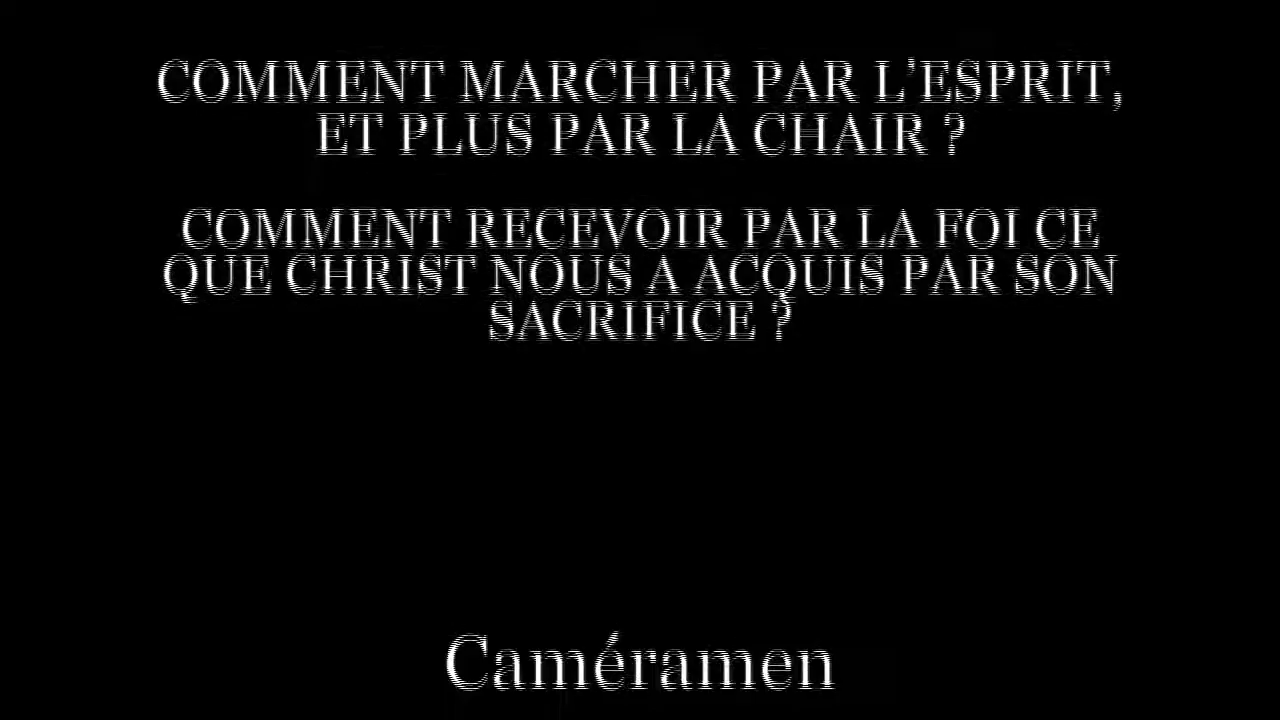 COMMENT MARCHER PAR L'ESPRIT,
ET PLUS PAR LA CHAIR ?
COMMENT RECEVOIR PAR LA FOI CE
QUE CHRIST NOUS A ACQUIS PAR SON
SACRIFICE ?
Caméramen